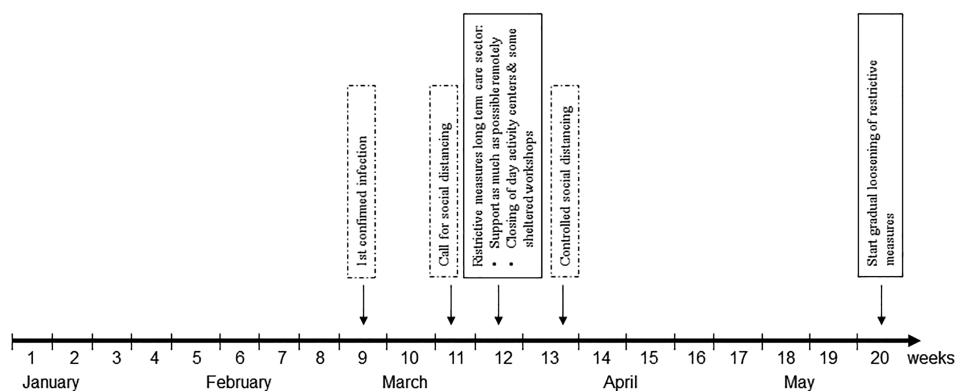 1st confirmed infection
Call for social distancing
Restrictive measures long term care sector:
• Support as much as possible remotely
• Closing of day activity centers & some
sheltered workshops
Controlled social distancing
Start gradual loosening of restrictive
measures
1 2 3 4 5 6 7 8 9 10 11 12 13 14 15 16 17 18 19 20 weeks
January February March April May